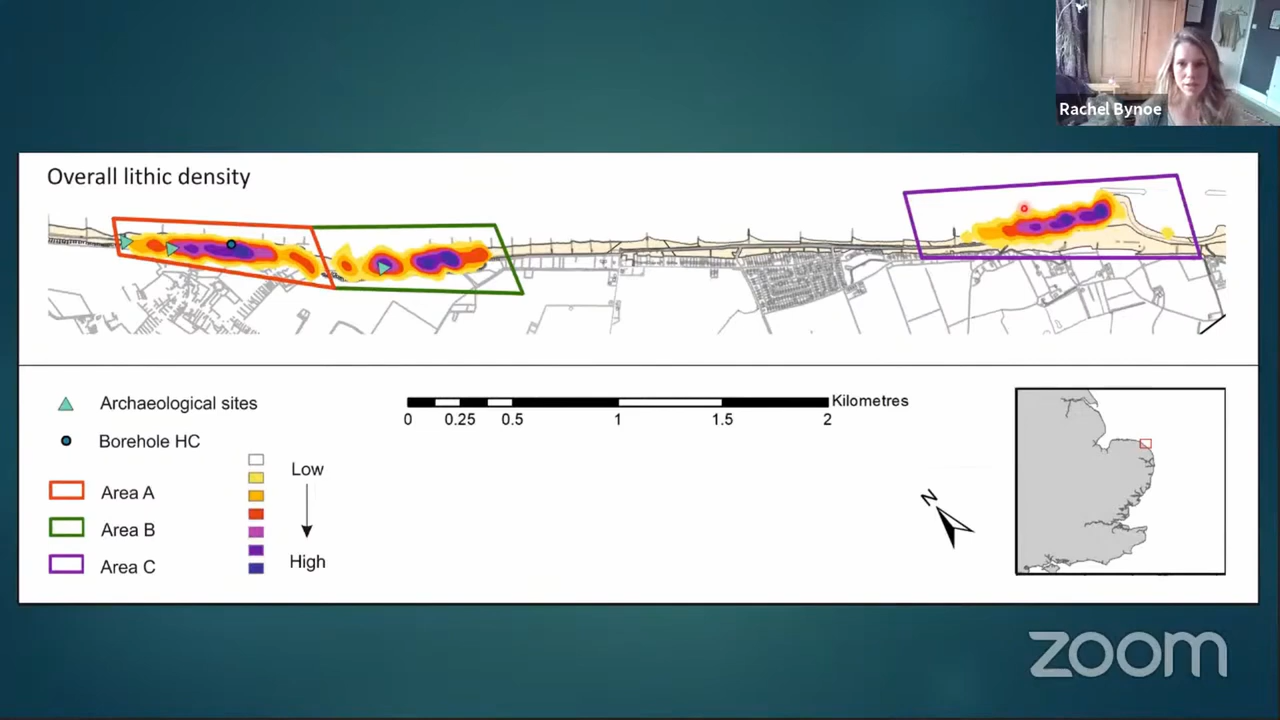 Rachel Bynoe
Overall lithic density
Archaeological sites
Borehole HC
Area A
Area B
Area C
Low
High
Kilometres
0 0.25 0.5 1 1.5 2
N
zoom